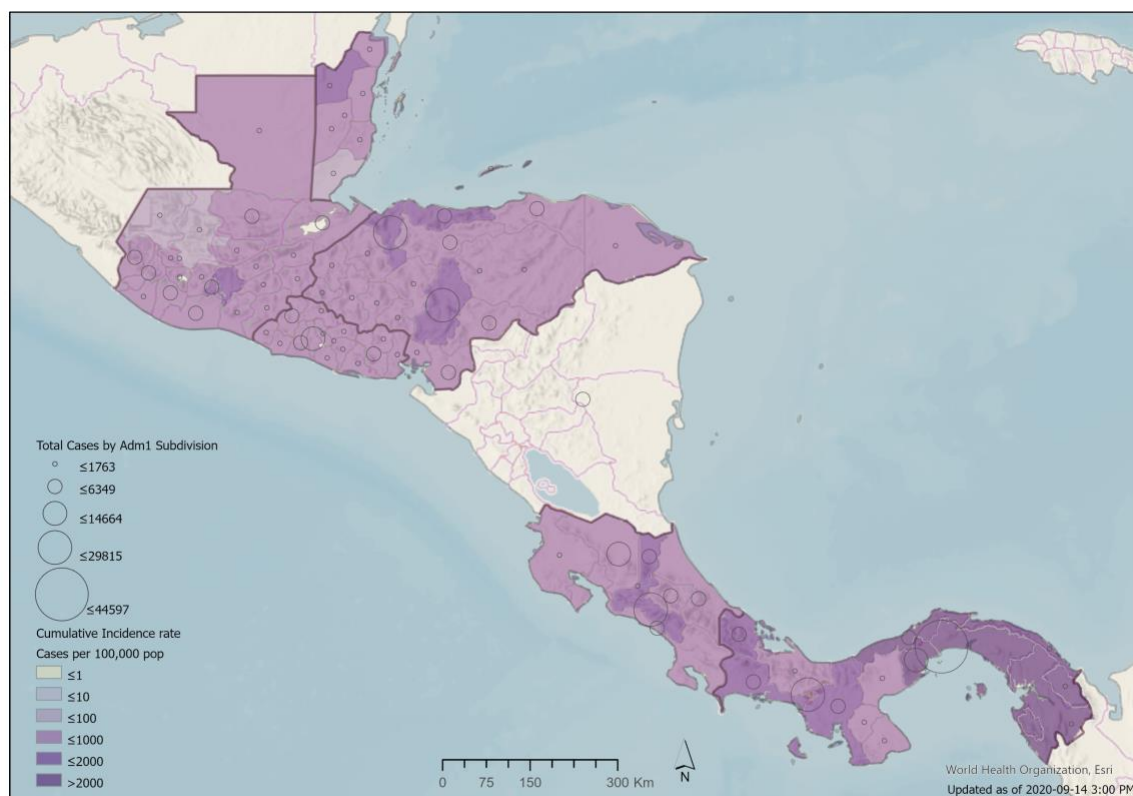 Total Cases by Adm1 Subdivision
≤1763
≤6349
≤14664
≤29815
≤44597
Cumulative Incidence rate
Cases per 100,000 pop
≤1
≤10
≤100
≤1000
≤2000
>2000
0 75 150 300 Km
N
World Health Organization, Esri
Updated as of 2020-09-14 3:00 PM